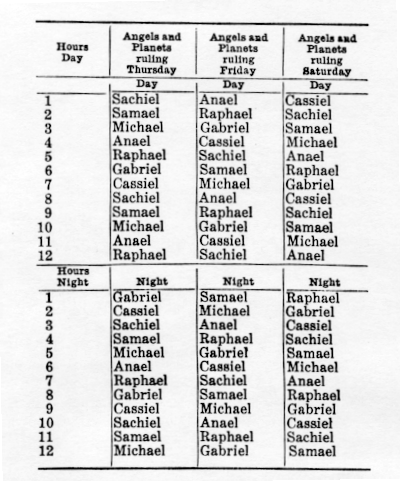 Hours Day | Angels and Planets ruling Thursday | Angels and Planets ruling Friday | Angels and Planets ruling Saturday
Day | Day | Day
1 Sachiel Anael Cassiel
2 Samael Raphael Sachiel
3 Michael Gabriel Samael
4 Anael Cassiel Michael
5 Raphael Sachiel Anael
6 Gabriel Samael Raphael
7 Cassiel Michael Gabriel
8 Sachiel Anael Cassiel
9 Samael Raphael Sachiel
10 Michael Gabriel Samael
11 Anael Cassiel Michael
12 Raphael Sachiel Anael
Hours Night | Night | Night | Night
1 Gabriel Samael Raphael
2 Cassiel Michael Gabriel
3 Sachiel Anael Cassiel
4 Samael Raphael Sachiel
5 Michael Gabriel Samael
6 Anael Cassiel Michael
7 Raphael Sachiel Anael
8 Gabriel Samael Raphael
9 Cassiel Michael Gabriel
10 Sachiel Anael Cassiel
11 Samael Raphael Sachiel
12 Michael Gabriel Samael